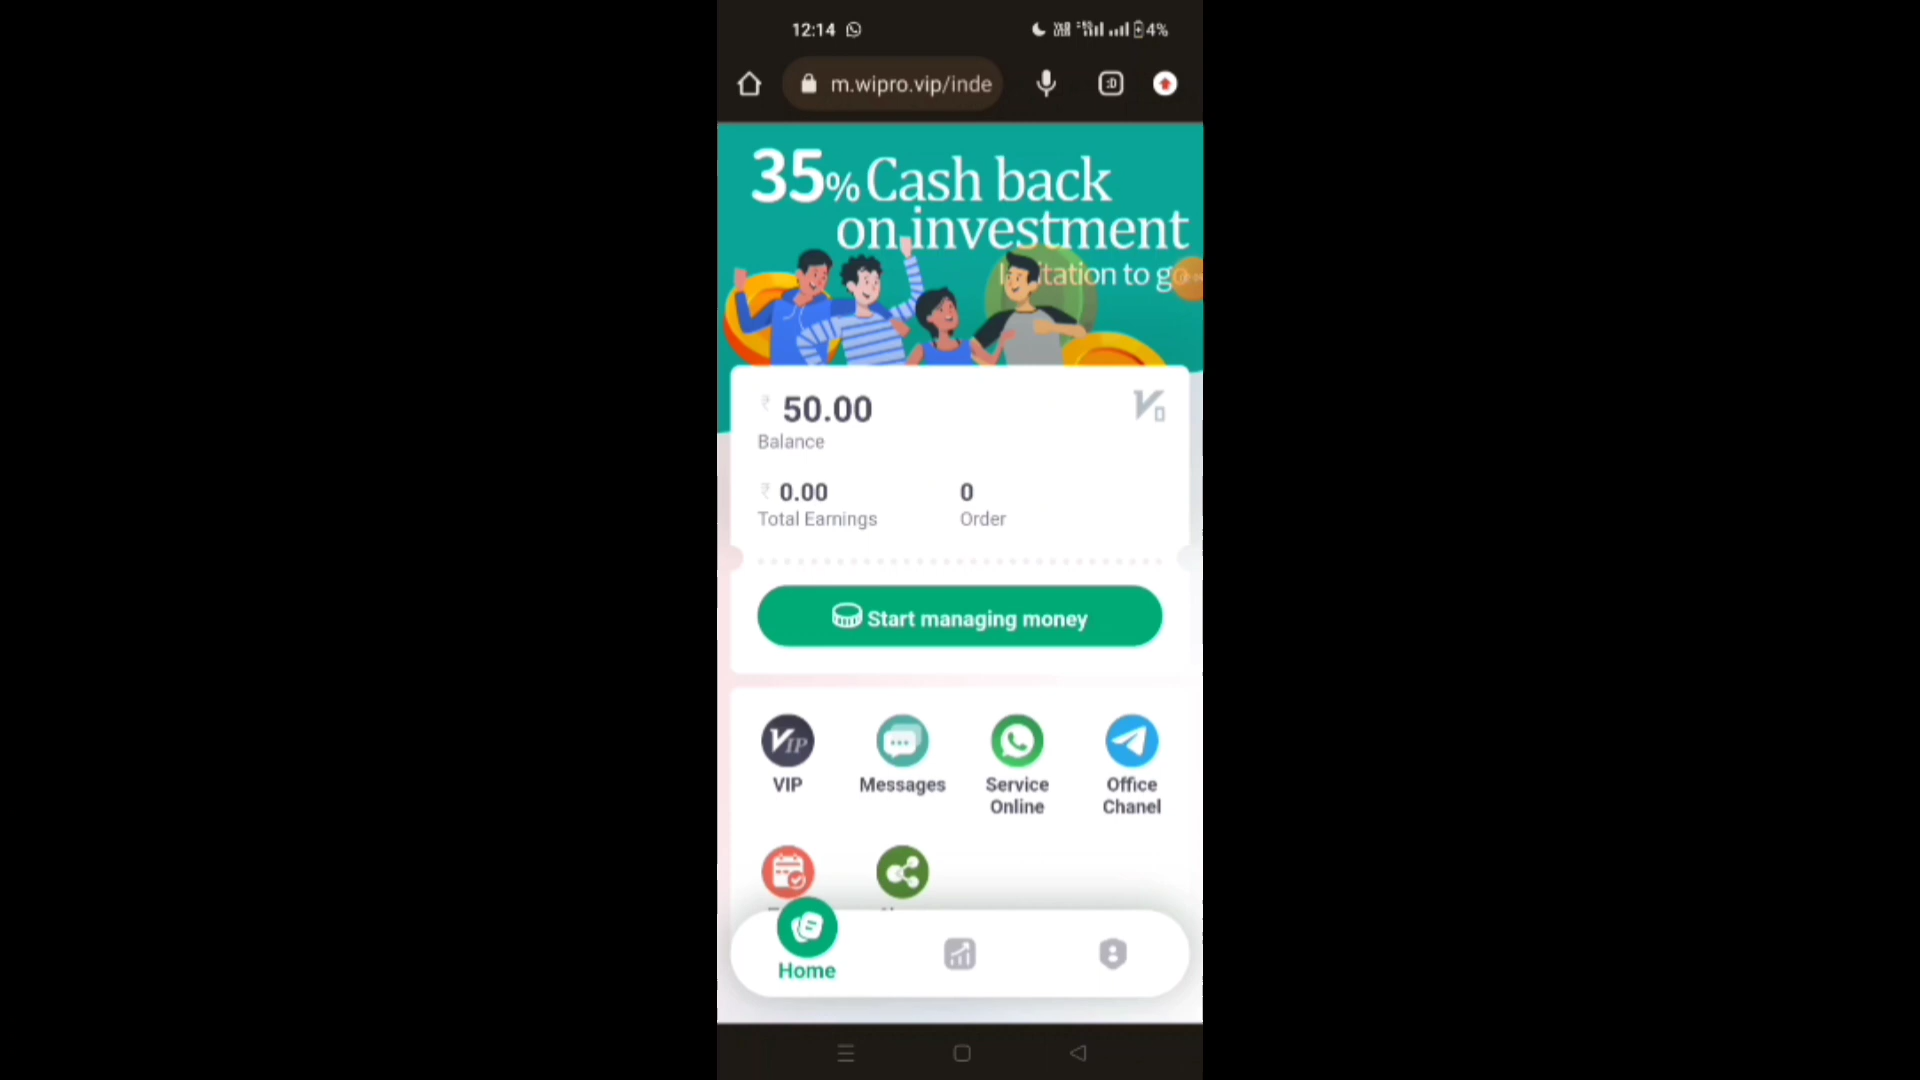 12:14
4%
m.wipro.vip/inde
:D
35% Cash back
on investment
tation to g
₹ 50.00
Balance
₹ 0.00
Total Earnings
0
Order
Start managing money
VIP
VIP
Messages
Service
Online
Office
Chanel
Home